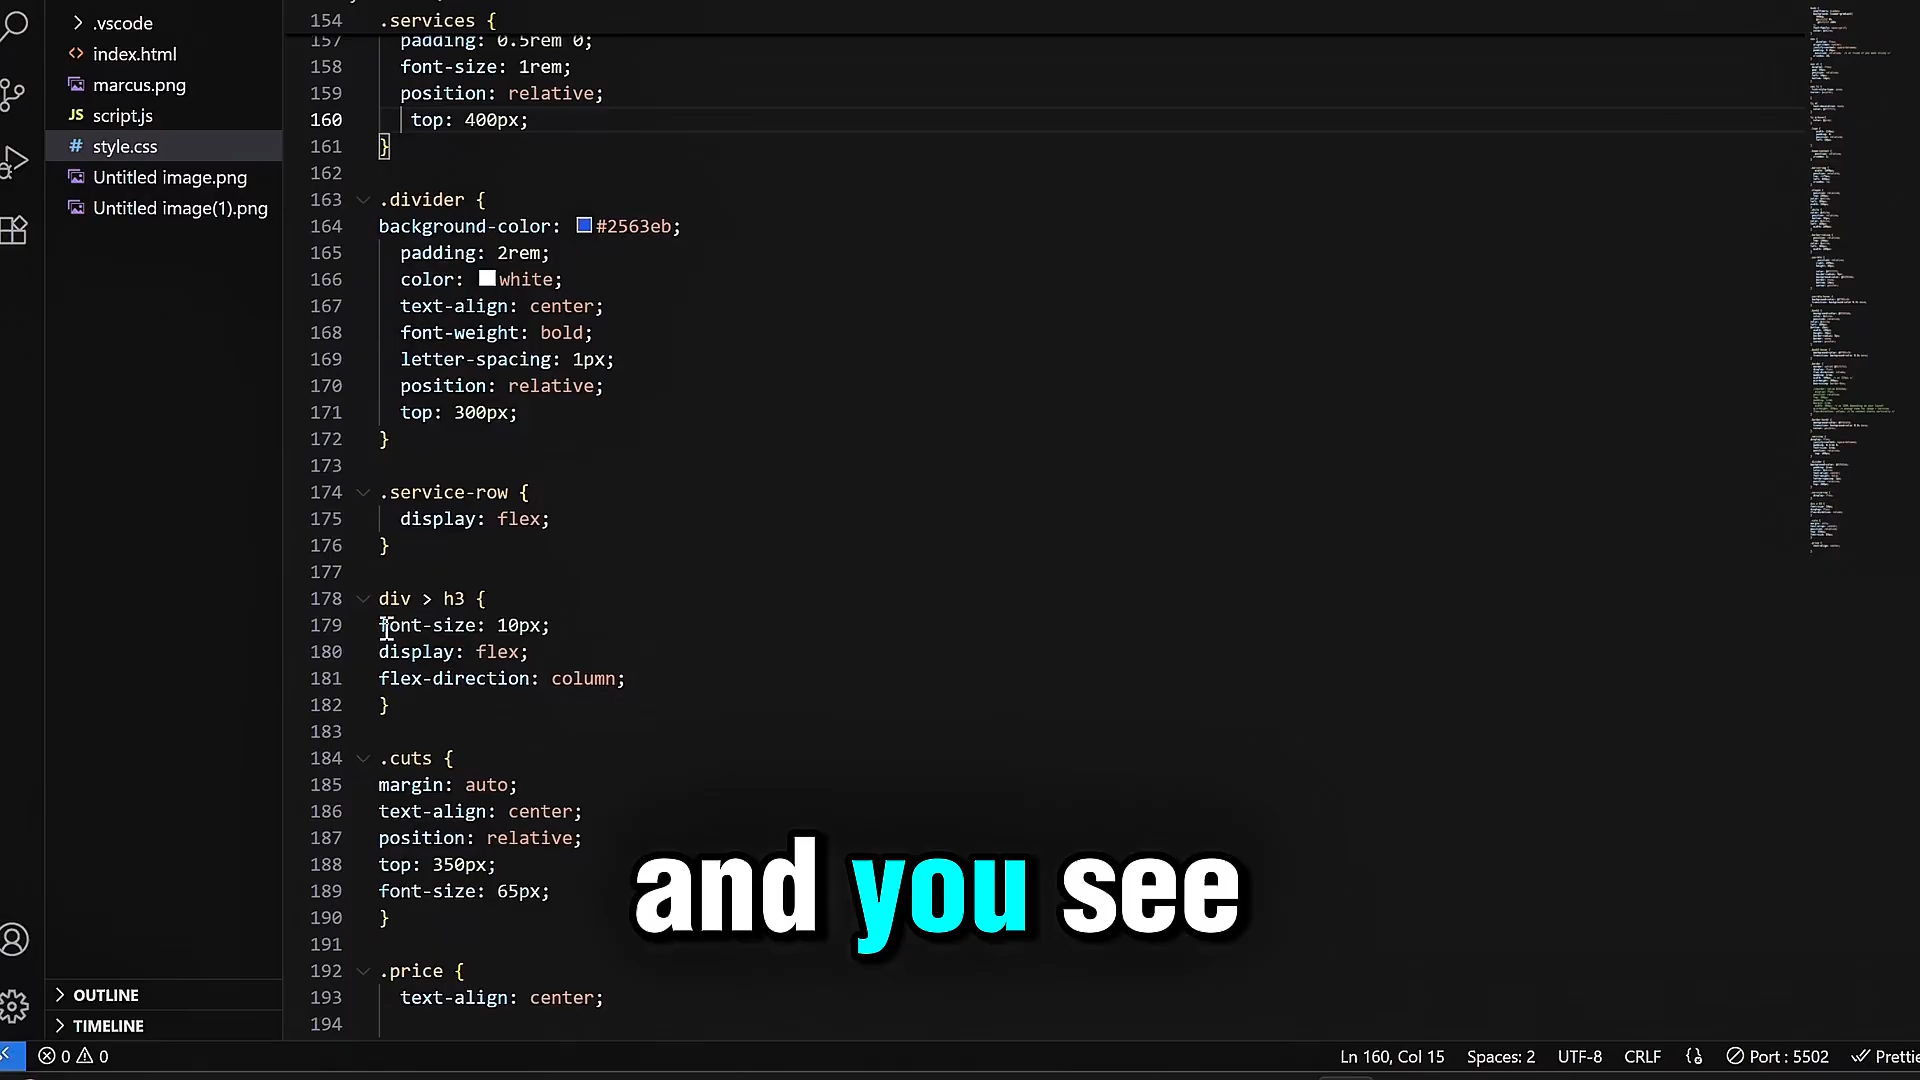 .vscode
index.html
marcus.png
script.js
style.css
Untitled image.png
Untitled image(1).png
OUTLINE
TIMELINE
154 .services {
157 padding: 0.5rem 0;
158 font-size: 1rem;
159 position: relative;
160 top: 400px;
161 }
162
163 .divider {
164 background-color: #2563eb;
165 padding: 2rem;
166 color: white;
167 text-align: center;
168 font-weight: bold;
169 letter-spacing: 1px;
170 position: relative;
171 top: 300px;
172 }
173
174 .service-row {
175 display: flex;
176 }
177
178 div > h3 {
179 font-size: 10px;
180 display: flex;
181 flex-direction: column;
182 }
183
184 .cuts {
185 margin: auto;
186 text-align: center;
187 position: relative;
188 top: 350px;
189 font-size: 65px;
190 }
191
192 .price {
193 text-align: center;
194
and you see
0 0 Ln 160, Col 15 Spaces: 2 UTF-8 CRLF {} Port : 5502 Prettie